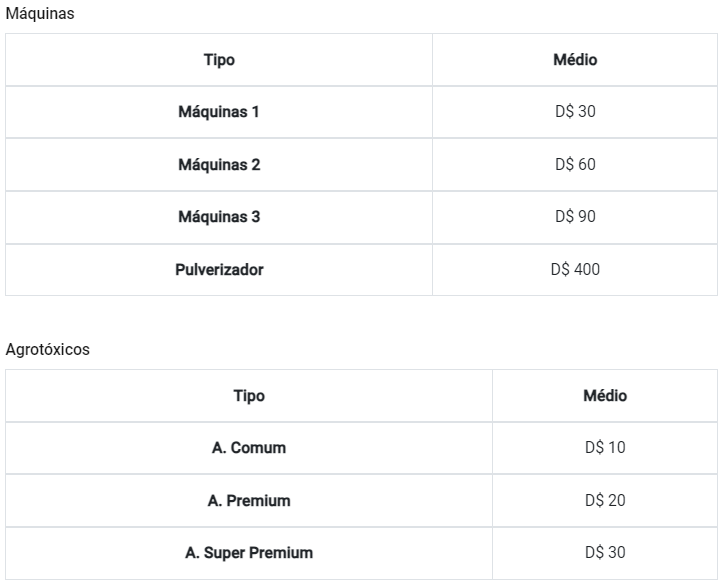 Máquinas
Tipo Médio
Máquinas 1 D$ 30
Máquinas 2 D$ 60
Máquinas 3 D$ 90
Pulverizador D$ 400
Agrotóxicos
Tipo Médio
A. Comum D$ 10
A. Premium D$ 20
A. Super Premium D$ 30